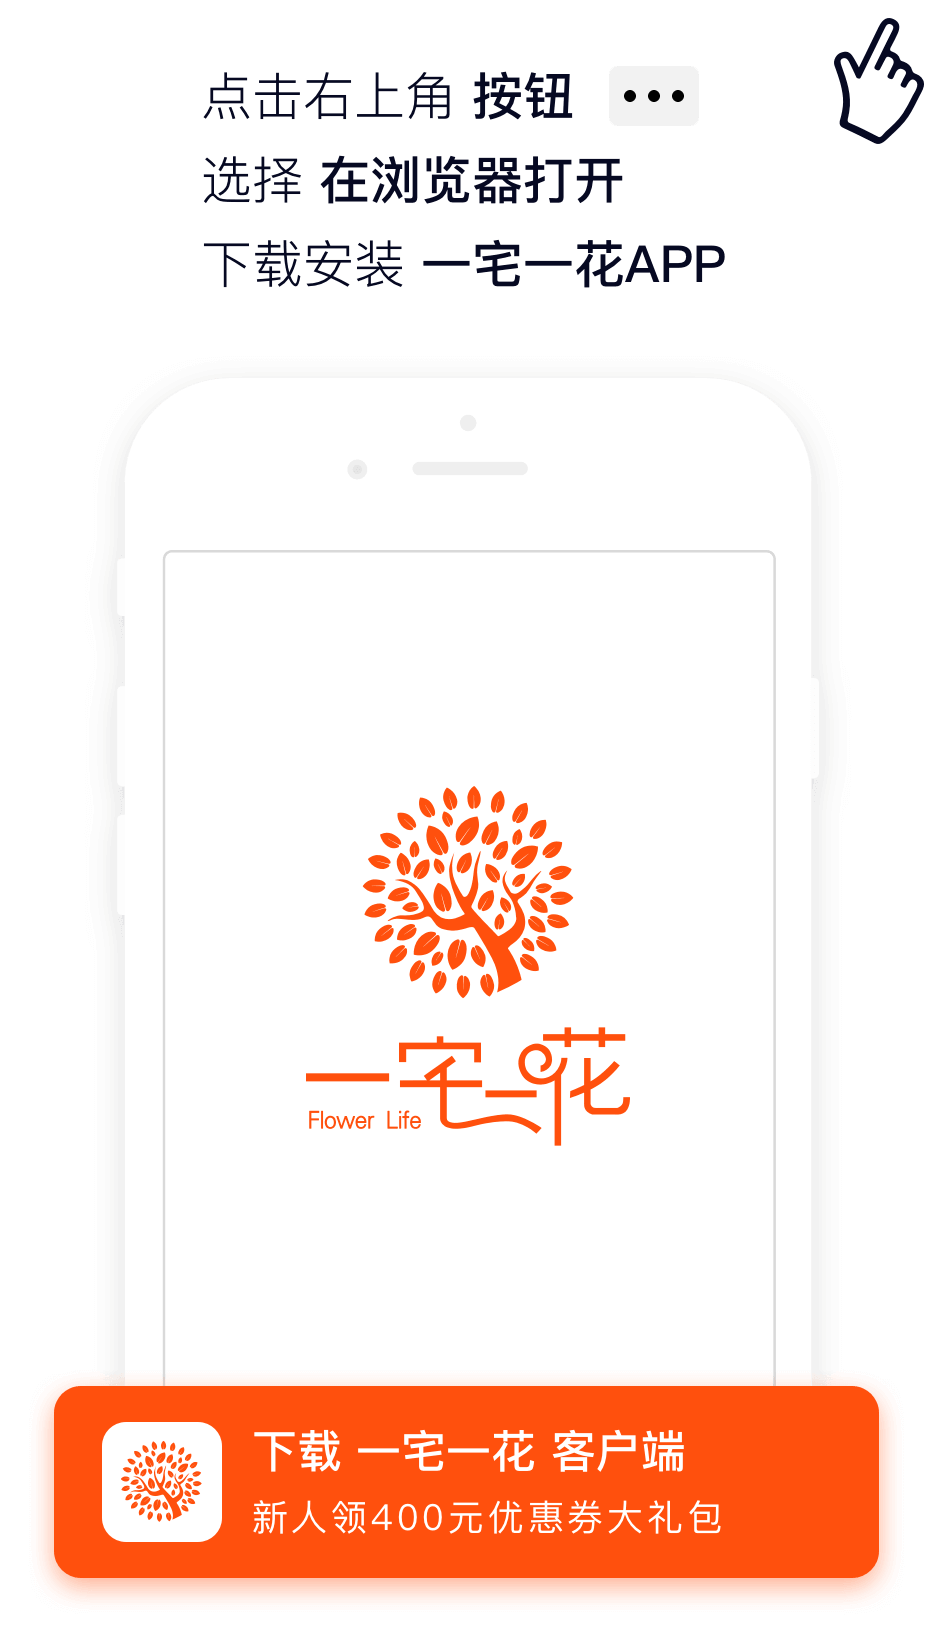 点击右上角 按钮 •••
选择 在浏览器打开
下载安装 一宅一花APP
一宅一花
Flower Life
下载 一宅一花 客户端
新人领400元优惠券大礼包